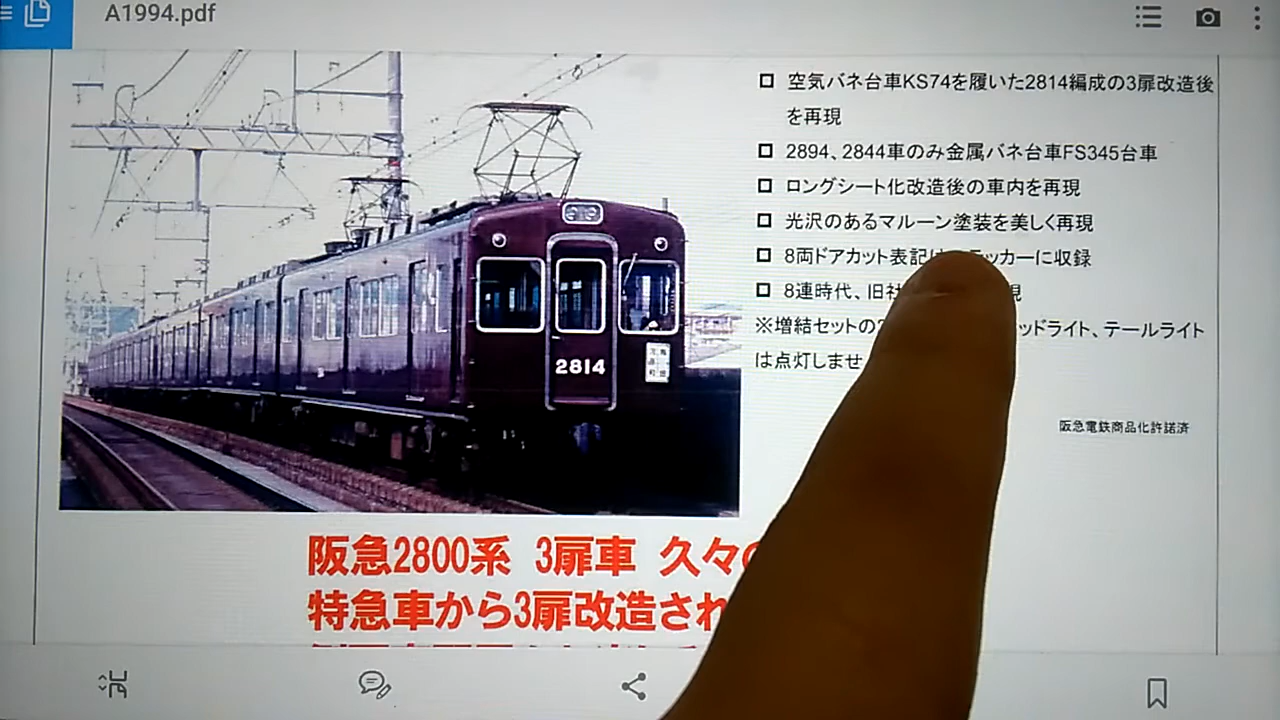 A1994.pdf
空気バネ台車KS74を履いた2814編成の3扉改造後
を再現
2894、2844車のみ金属バネ台車FS345台車
ロングシート化改造後の車内を再現
光沢のあるマルーン塗装を美しく再現
8両ドアカット表記は ッカーに収録
8連時代、旧社 現
※増結セットの ッドライト、テールライト
は点灯しませ
2814
阪急電鉄商品化許諾済
阪急2800系 3扉車 久々
特急車から3扉改造され